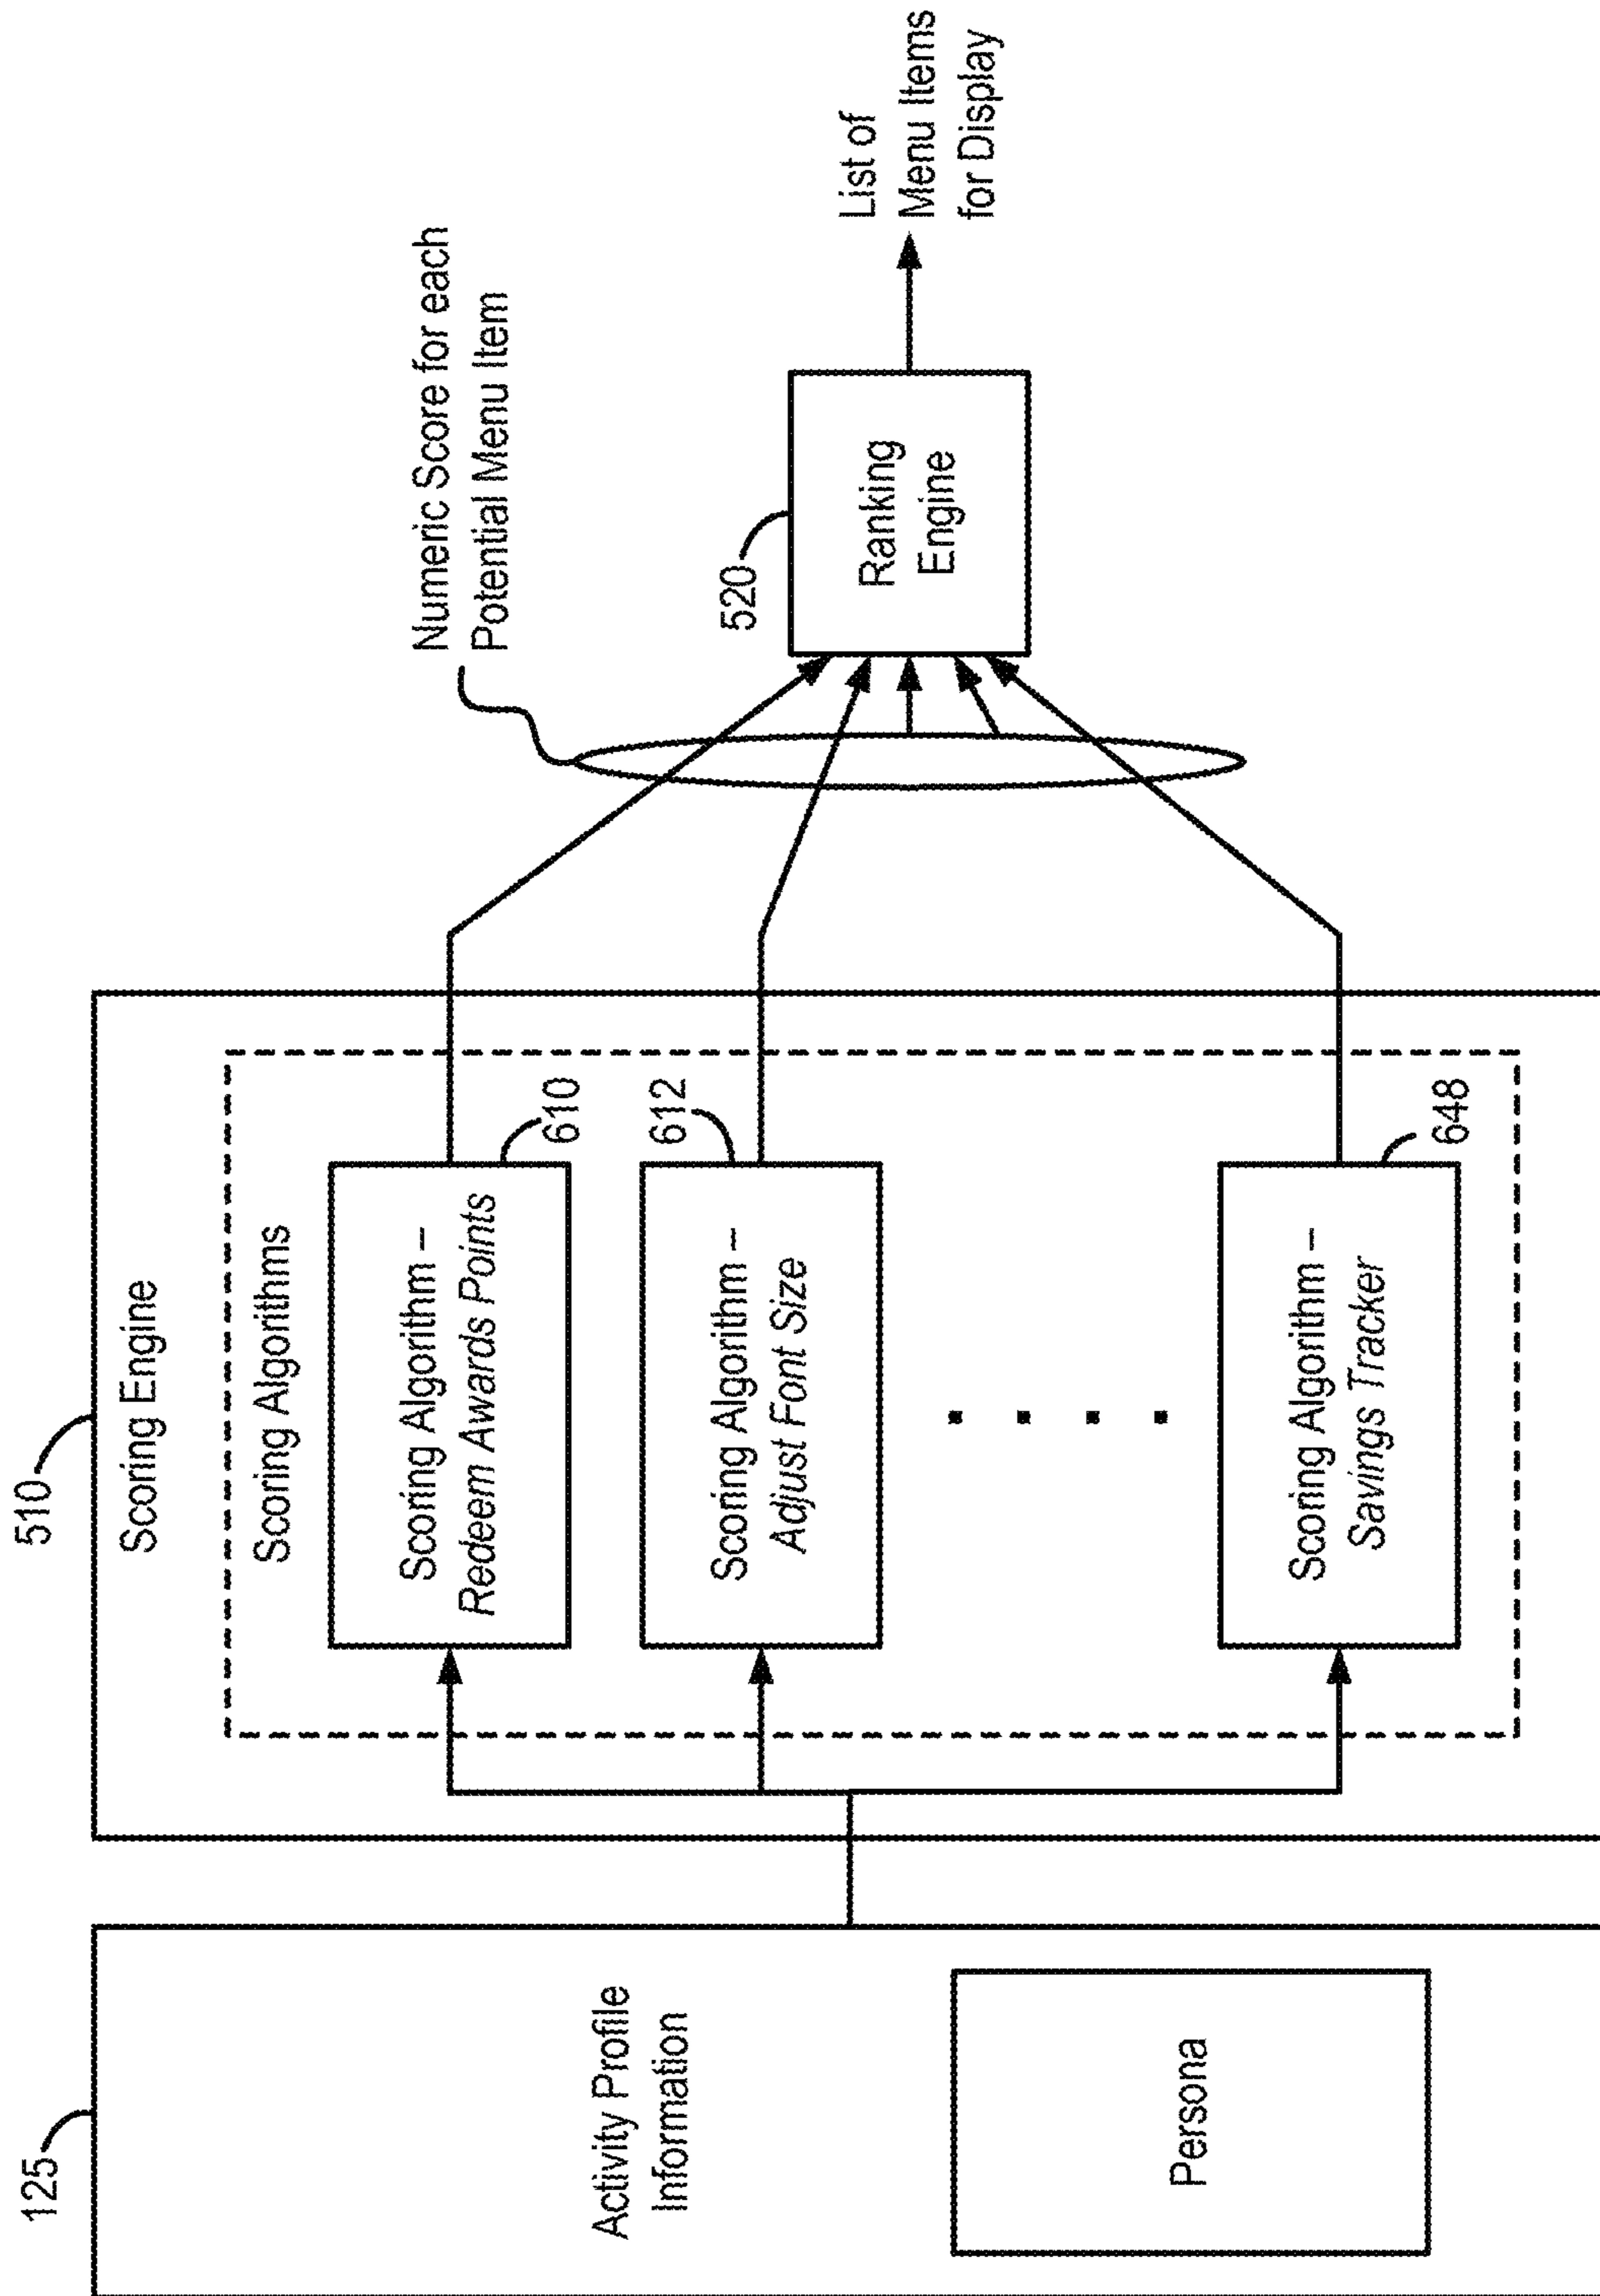 125
Activity Profile
Information
Persona
510
Scoring Engine
Scoring Algorithms
Scoring Algorithm –
Redeem Awards Points
610
Scoring Algorithm –
Adjust Font Size
612
Scoring Algorithm –
Savings Tracker
648
Numeric Score for each
Potential Menu Item
520
Ranking
Engine
List of
Menu Items
for Display